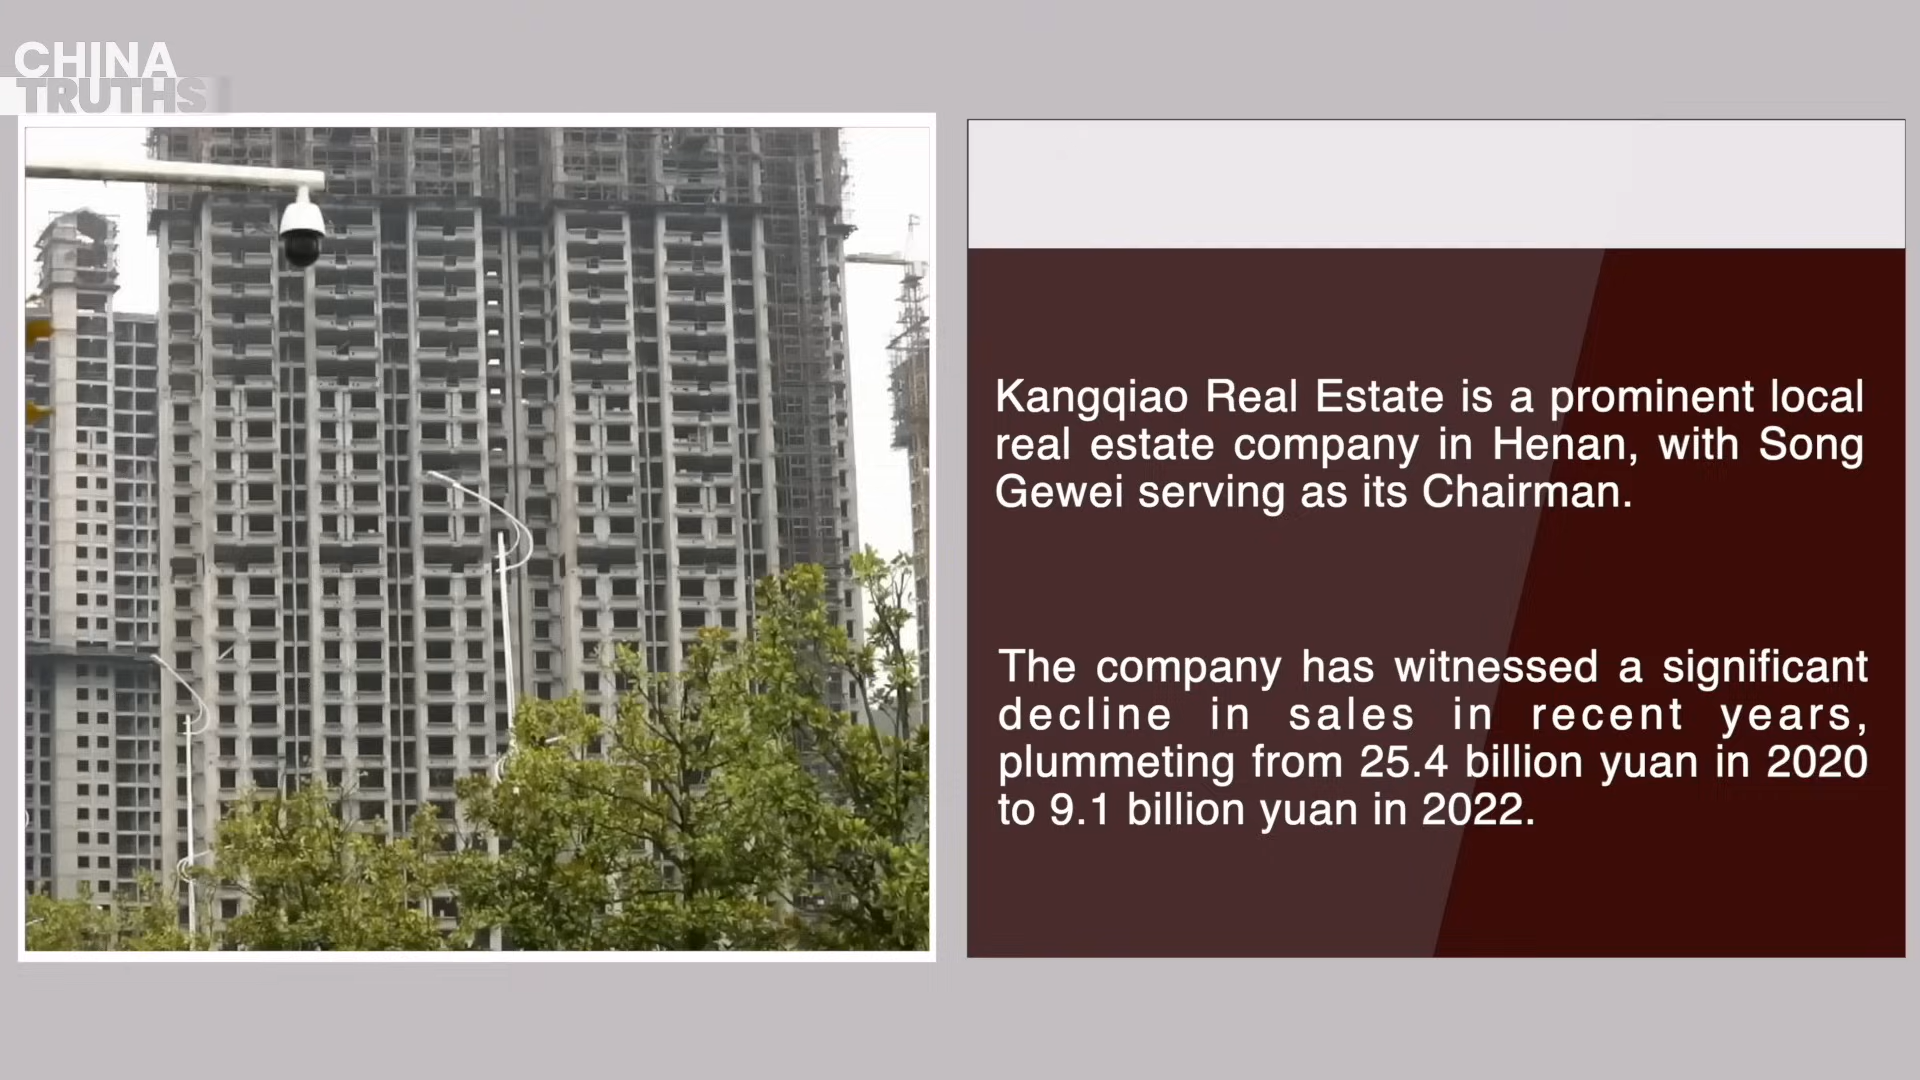 CHINA
TRUTHS
Kangqiao Real Estate is a prominent local
real estate company in Henan, with Song
Gewei serving as its Chairman.
The company has witnessed a significant
decline in sales in recent years,
plummeting from 25.4 billion yuan in 2020
to 9.1 billion yuan in 2022.